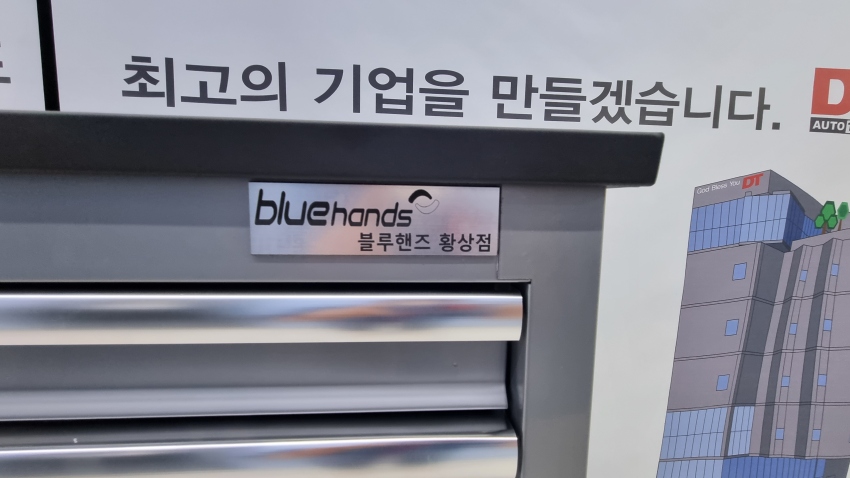 최고의 기업을 만들겠습니다.
AUTO
God Bless You DT
bluehands
블루핸즈 황상점